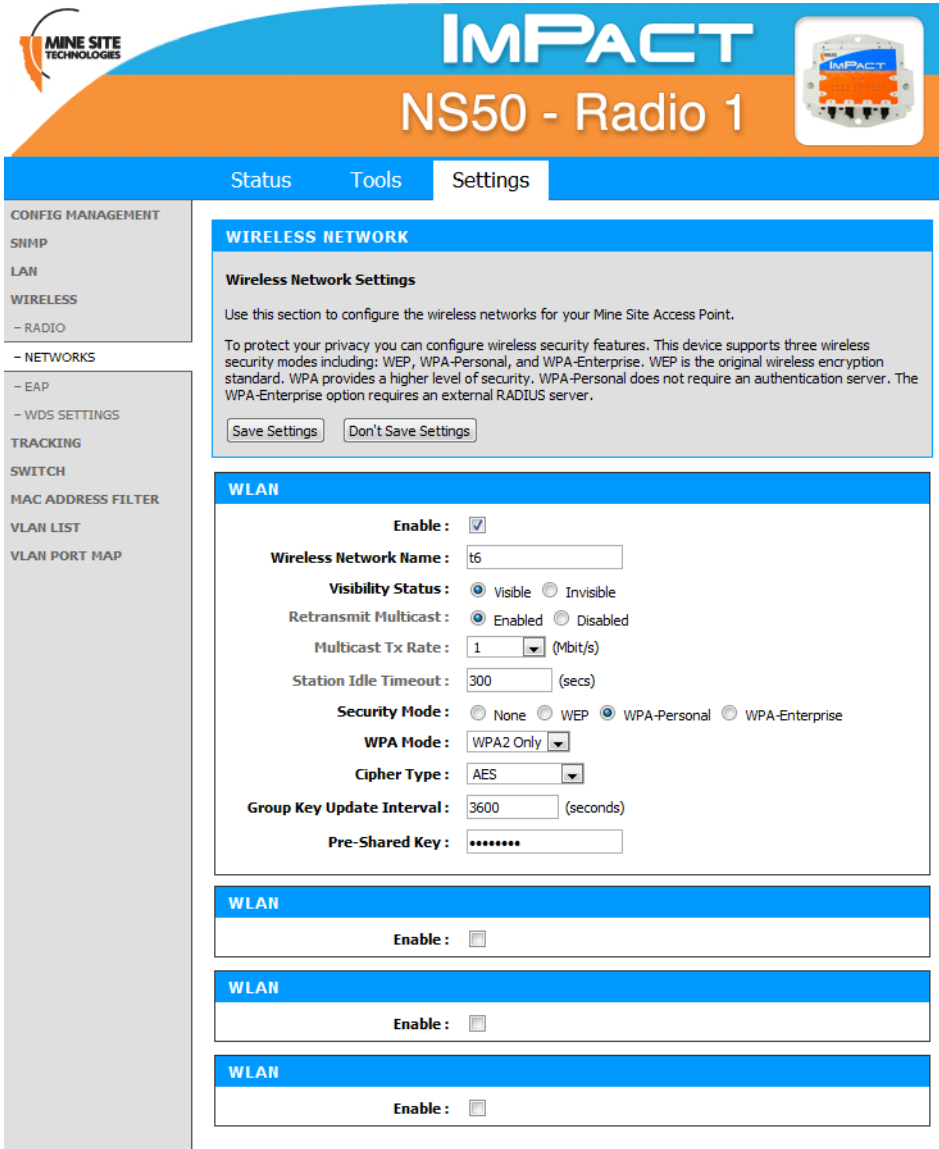 MINE SITE
TECHNOLOGIES
IMPACT
IMPACT
NS50 - Radio 1
Status Tools Settings
CONFIG MANAGEMENT
SNMP
LAN
WIRELESS
– RADIO
– NETWORKS
– EAP
– WDS SETTINGS
TRACKING
SWITCH
MAC ADDRESS FILTER
VLAN LIST
VLAN PORT MAP
WIRELESS NETWORK
Wireless Network Settings
Use this section to configure the wireless networks for your Mine Site Access Point.
To protect your privacy you can configure wireless security features. This device supports three wireless
security modes including: WEP, WPA-Personal, and WPA-Enterprise. WEP is the original wireless encryption
standard. WPA provides a higher level of security. WPA-Personal does not require an authentication server. The
WPA-Enterprise option requires an external RADIUS server.
Save Settings Don't Save Settings
WLAN
Enable :
Wireless Network Name : t6
Visibility Status : Visible Invisible
Retransmit Multicast : Enabled Disabled
Multicast Tx Rate : 1 (Mbit/s)
Station Idle Timeout : 300 (secs)
Security Mode : None WEP WPA-Personal WPA-Enterprise
WPA Mode : WPA2 Only
Cipher Type : AES
Group Key Update Interval : 3600 (seconds)
Pre-Shared Key : ••••••••
WLAN
Enable :
WLAN
Enable :
WLAN
Enable :